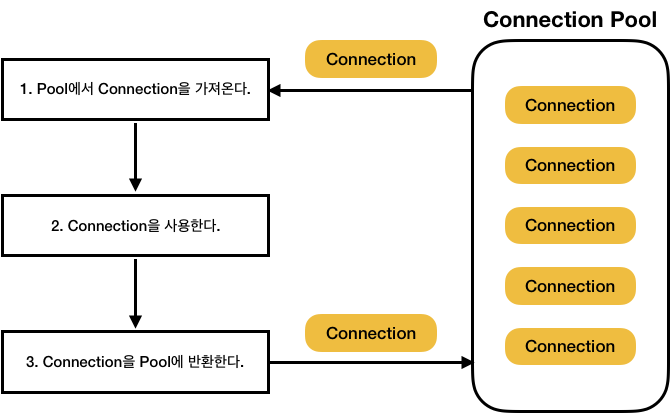 Connection Pool
Connection
1. Pool에서 Connection을 가져온다.
Connection
Connection
Connection
2. Connection을 사용한다.
Connection
Connection
3. Connection을 Pool에 반환한다.
Connection
Connection